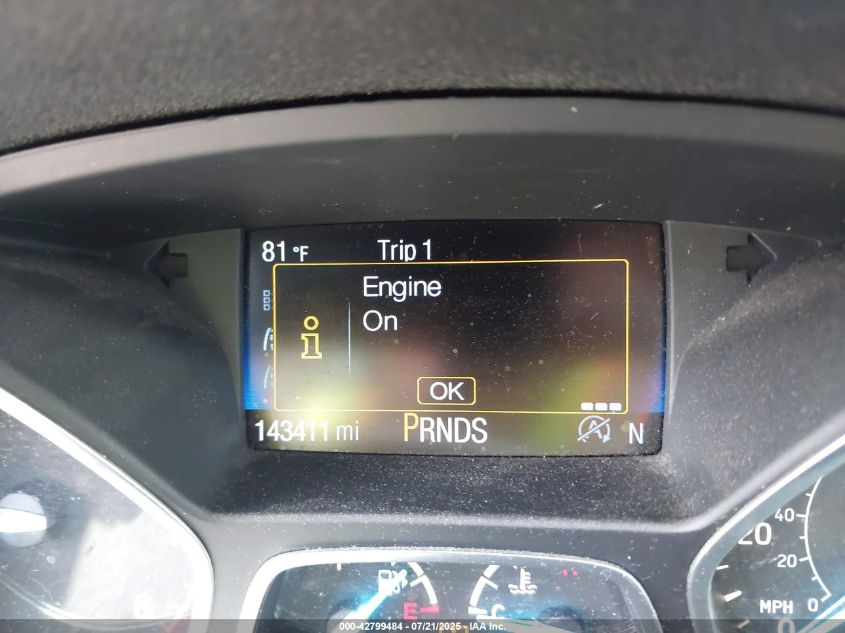 81 °F Trip 1
Engine
On
i
OK
143411 mi PRNDS A N
40
20
20
MPH 0
0
E C
000-42799484 - 07/21/2025 - IAA Inc.